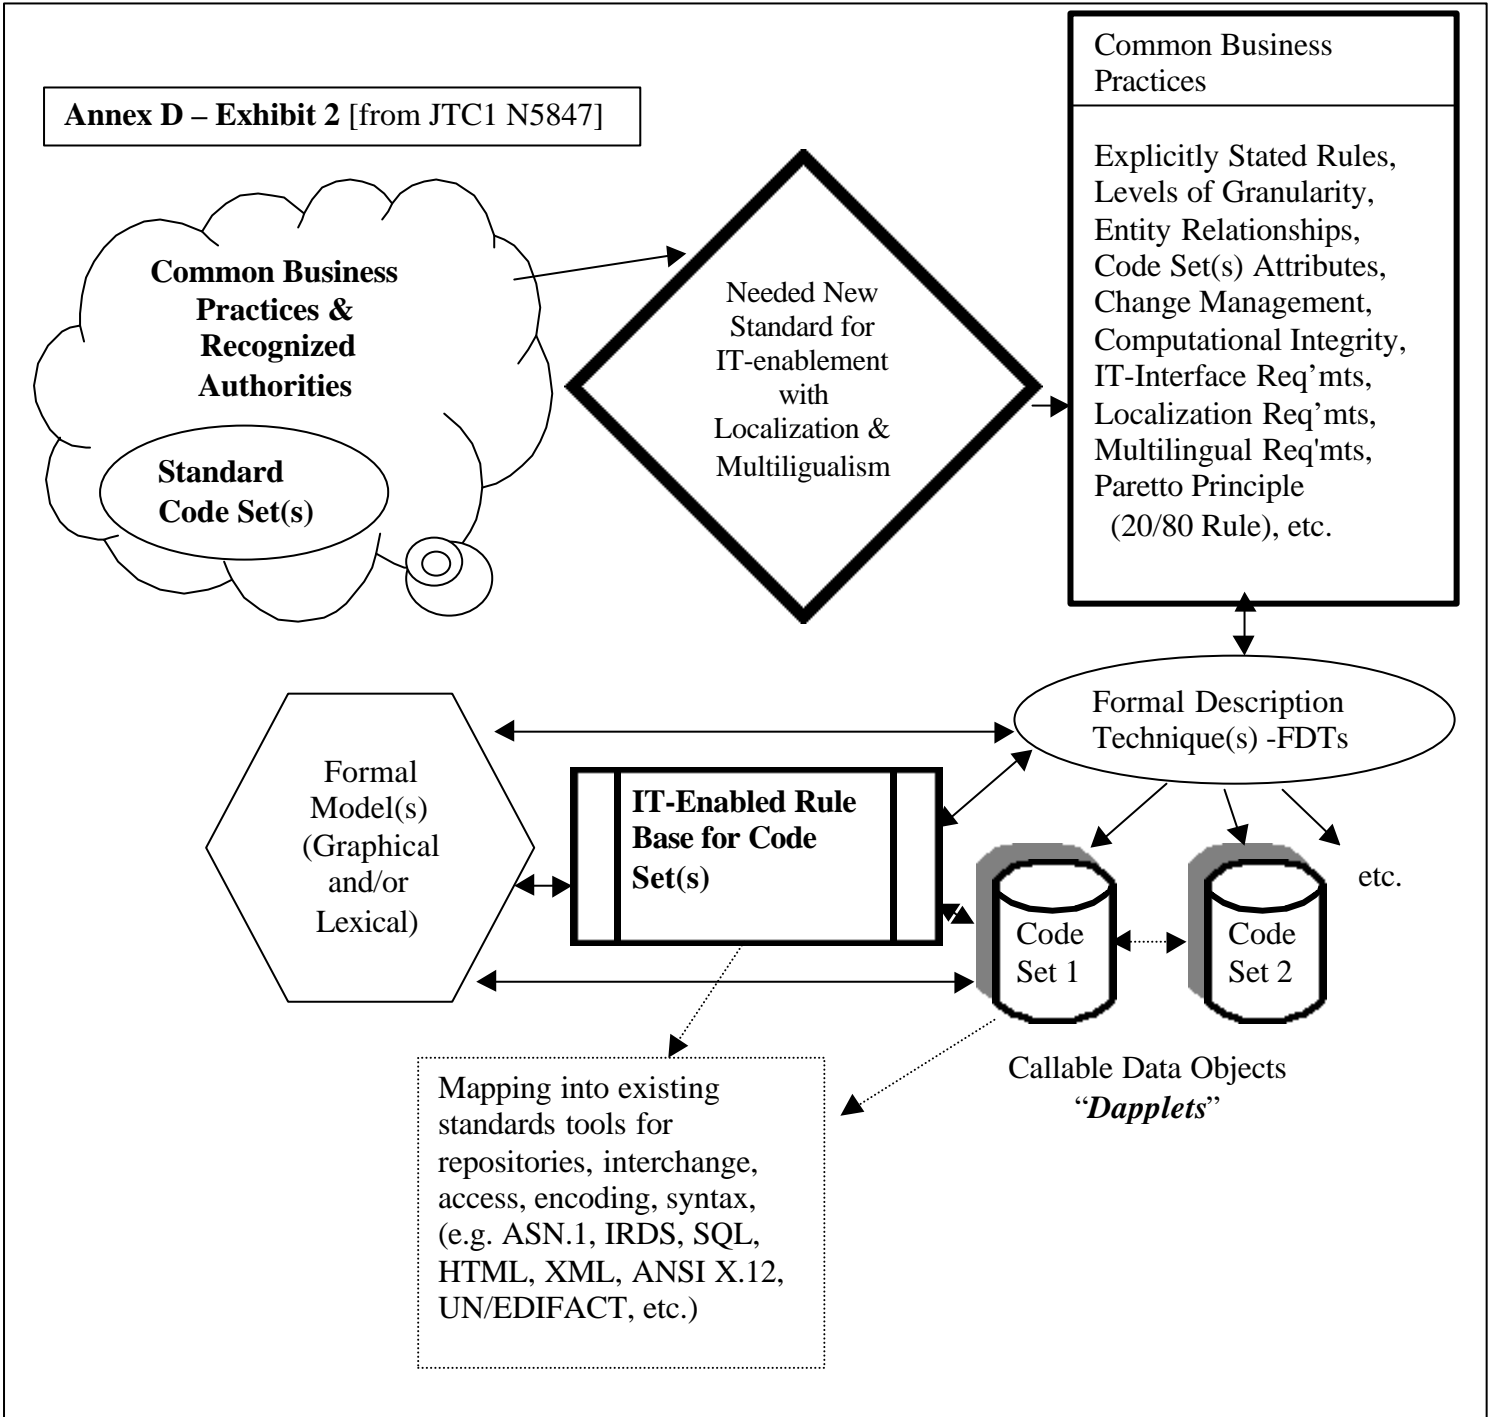 Annex D – Exhibit 2 [from JTC1 N5847]
Common Business
Practices &
Recognized
Authorities
Standard
Code Set(s)
Needed New
Standard for
IT-enablement
with
Localization &
Multiligualism
Common Business
Practices
Explicitly Stated Rules,
Levels of Granularity,
Entity Relationships,
Code Set(s) Attributes,
Change Management,
Computational Integrity,
IT-Interface Req’mts,
Localization Req’mts,
Multilingual Req'mts,
Paretto Principle
(20/80 Rule), etc.
Formal Description
Technique(s) -FDTs
Formal
Model(s)
(Graphical
and/or
Lexical)
IT-Enabled Rule
Base for Code
Set(s)
Code
Set 1
Code
Set 2
etc.
Callable Data Objects
“Dapplets”
Mapping into existing
standards tools for
repositories, interchange,
access, encoding, syntax,
(e.g. ASN.1, IRDS, SQL,
HTML, XML, ANSI X.12,
UN/EDIFACT, etc.)